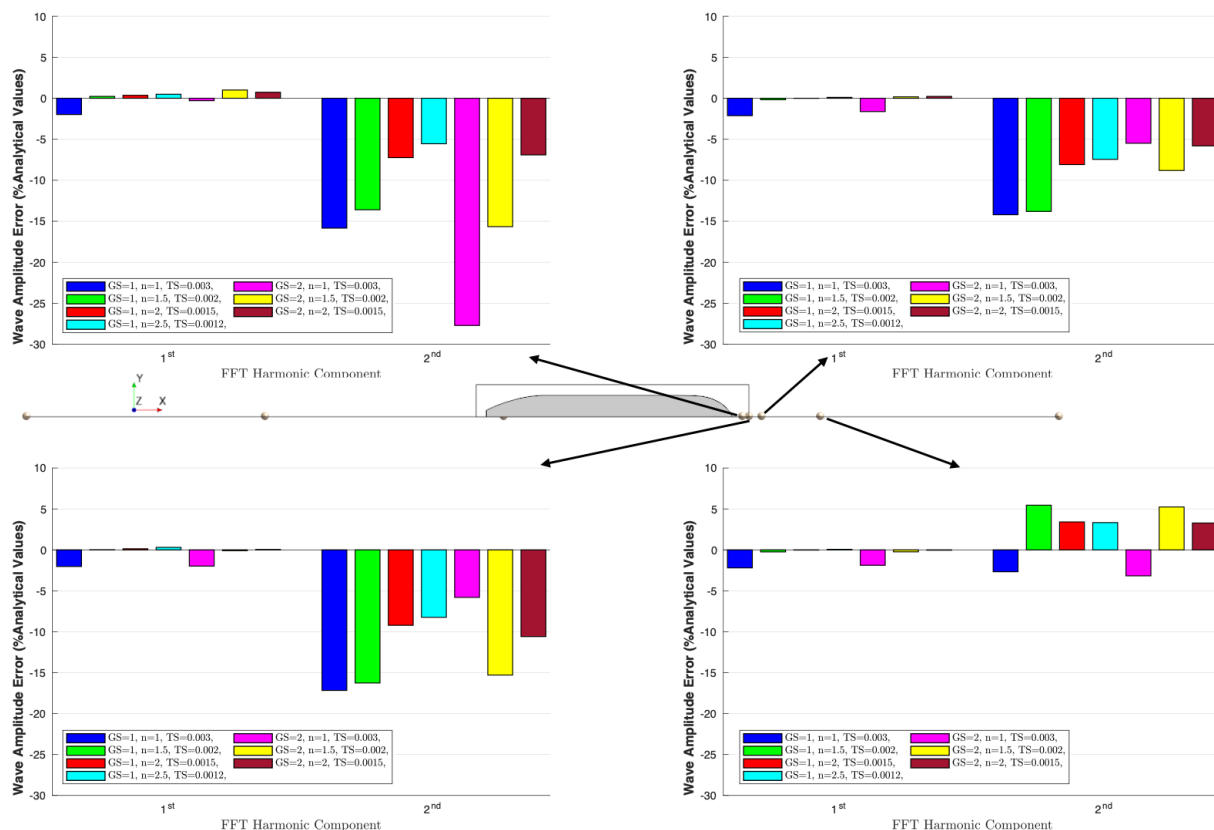 Wave Amplitude Error (%Analytical Values)
10
5
0
-5
-10
-15
-20
-25
-30
GS=1, n=1, TS=0.003,
GS=1, n=1.5, TS=0.002,
GS=1, n=2, TS=0.0015,
GS=1, n=2.5, TS=0.0012,
GS=2, n=1, TS=0.003,
GS=2, n=1.5, TS=0.002,
GS=2, n=2, TS=0.0015,
1st
2nd
FFT Harmonic Component
Wave Amplitude Error (%Analytical Values)
10
5
0
-5
-10
-15
-20
-25
-30
GS=1, n=1, TS=0.003,
GS=1, n=1.5, TS=0.002,
GS=1, n=2, TS=0.0015,
GS=1, n=2.5, TS=0.0012,
GS=2, n=1, TS=0.003,
GS=2, n=1.5, TS=0.002,
GS=2, n=2, TS=0.0015,
1st
2nd
FFT Harmonic Component
Y
Z
X
Wave Amplitude Error (%Analytical Values)
10
5
0
-5
-10
-15
-20
-25
-30
GS=1, n=1, TS=0.003,
GS=1, n=1.5, TS=0.002,
GS=1, n=2, TS=0.0015,
GS=1, n=2.5, TS=0.0012,
GS=2, n=1, TS=0.003,
GS=2, n=1.5, TS=0.002,
GS=2, n=2, TS=0.0015,
1st
2nd
FFT Harmonic Component
Wave Amplitude Error (%Analytical Values)
10
5
0
-5
-10
-15
-20
-25
-30
GS=1, n=1, TS=0.003,
GS=1, n=1.5, TS=0.002,
GS=1, n=2, TS=0.0015,
GS=1, n=2.5, TS=0.0012,
GS=2, n=1, TS=0.003,
GS=2, n=1.5, TS=0.002,
GS=2, n=2, TS=0.0015,
1st
2nd
FFT Harmonic Component